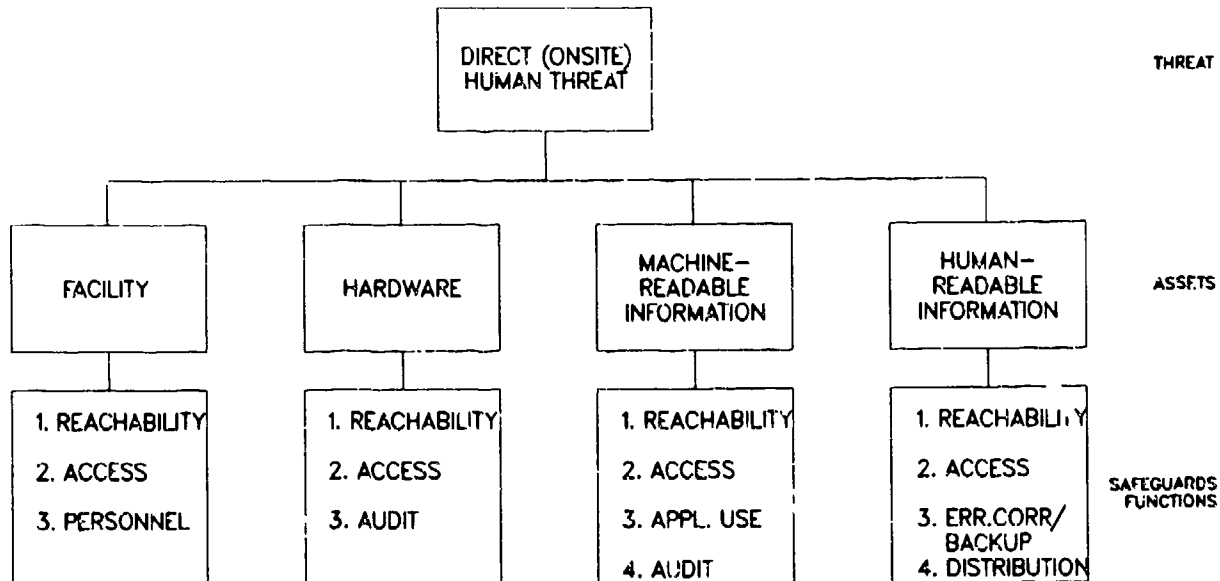 DIRECT (ONSITE)
HUMAN THREAT
THREAT
FACILITY
HARDWARE
MACHINE–
READABLE
INFORMATION
HUMAN–
READABLE
INFORMATION
ASSETS
1. REACHABILITY
2. ACCESS
3. PERSONNEL
1. REACHABILITY
2. ACCESS
3. AUDIT
1. REACHABILITY
2. ACCESS
3. APPL. USE
4. AUDIT
1. REACHABILITY
2. ACCESS
3. ERR.CORR/
BACKUP
4. DISTRIBUTION
SAFEGUARDS
FUNCTIONS